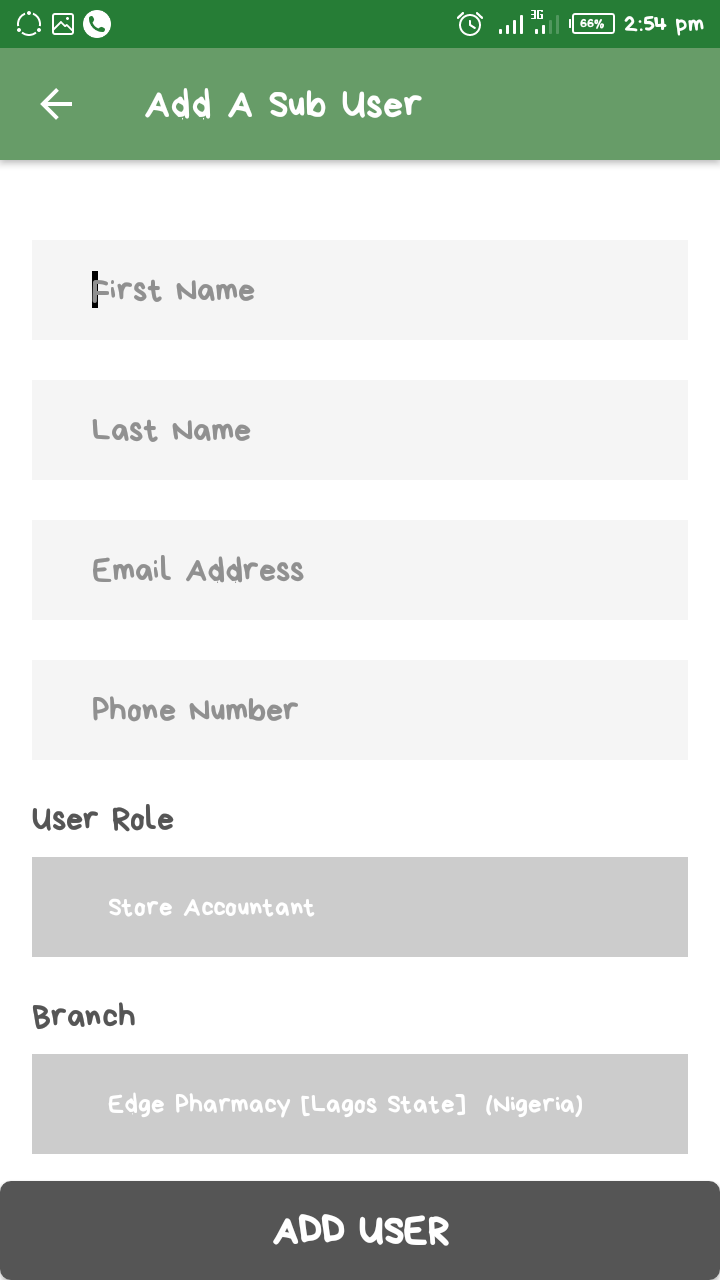 3G 66% 2:54 pm
Add A Sub User
First Name
Last Name
Email Address
Phone Number
User Role
Store Accountant
Branch
Edge Pharmacy [Lagos State] (Nigeria)
ADD USER